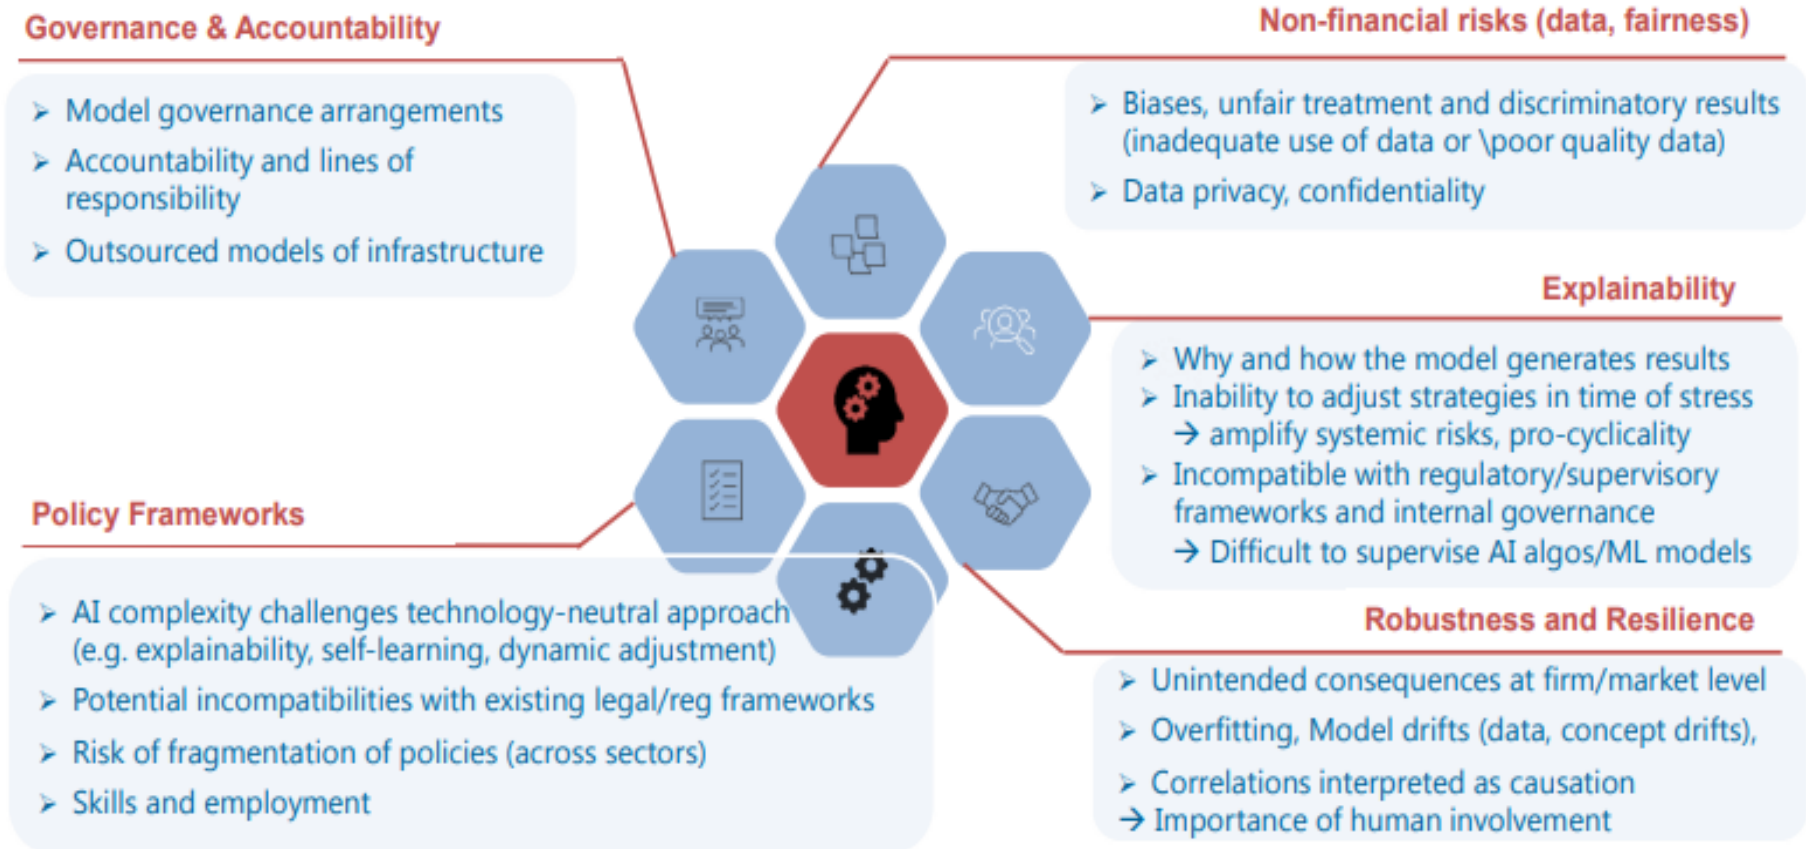 Governance & Accountability
➢ Model governance arrangements
➢ Accountability and lines of
responsibility
➢ Outsourced models of infrastructure
Non-financial risks (data, fairness)
➢ Biases, unfair treatment and discriminatory results
(inadequate use of data or \poor quality data)
➢ Data privacy, confidentiality
Explainability
➢ Why and how the model generates results
➢ Inability to adjust strategies in time of stress
→ amplify systemic risks, pro-cyclicality
➢ Incompatible with regulatory/supervisory
frameworks and internal governance
→ Difficult to supervise AI algos/ML models
Policy Frameworks
➢ AI complexity challenges technology-neutral approach
(e.g. explainability, self-learning, dynamic adjustment)
➢ Potential incompatibilities with existing legal/reg frameworks
➢ Risk of fragmentation of policies (across sectors)
➢ Skills and employment
Robustness and Resilience
➢ Unintended consequences at firm/market level
➢ Overfitting, Model drifts (data, concept drifts),
➢ Correlations interpreted as causation
→ Importance of human involvement